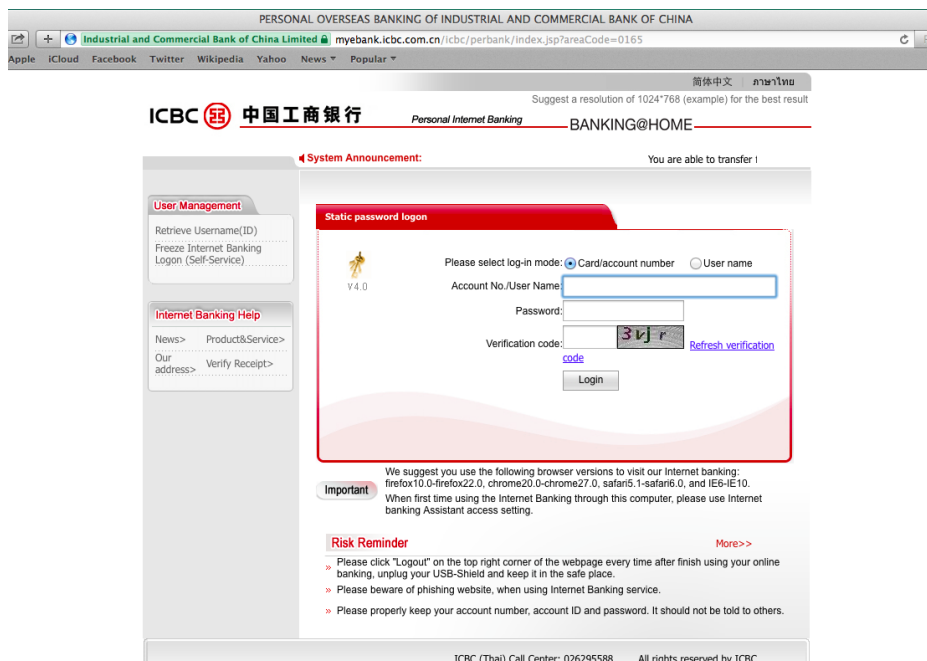 PERSONAL OVERSEAS BANKING OF INDUSTRIAL AND COMMERCIAL BANK OF CHINA
Industrial and Commercial Bank of China Limited myebank.icbc.com.cn/icbc/perbank/index.jsp?areaCode=0165
Apple iCloud Facebook Twitter Wikipedia Yahoo News Popular
简体中文 ภาษาไทย
Suggest a resolution of 1024*768 (example) for the best result
ICBC 中国工商银行 Personal Internet Banking BANKING@HOME
System Announcement: You are able to transfer
User Management
Retrieve Username(ID)
Freeze Internet Banking
Logon (Self-Service)
Internet Banking Help
News> Product&Service>
Our
address> Verify Receipt>
Static password logon
V4.0
Please select log-in mode: Card/account number User name
Account No./User Name:
Password:
Verification code: 3vjr Refresh verification
code
Login
Important
We suggest you use the following browser versions to visit our Internet banking:
firefox10.0-firefox22.0, chrome20.0-chrome27.0, safari5.1-safari6.0, and IE6-IE10.
When first time using the Internet Banking through this computer, please use Internet
banking Assistant access setting.
Risk Reminder More>>
» Please click "Logout" on the top right corner of the webpage every time after finish using your online
banking, unplug your USB-Shield and keep it in the safe place.
» Please beware of phishing website, when using Internet Banking service.
» Please properly keep your account number, account ID and password. It should not be told to others.
ICBC (Thai) Call Center: 026295588 All rights reserved by ICBC